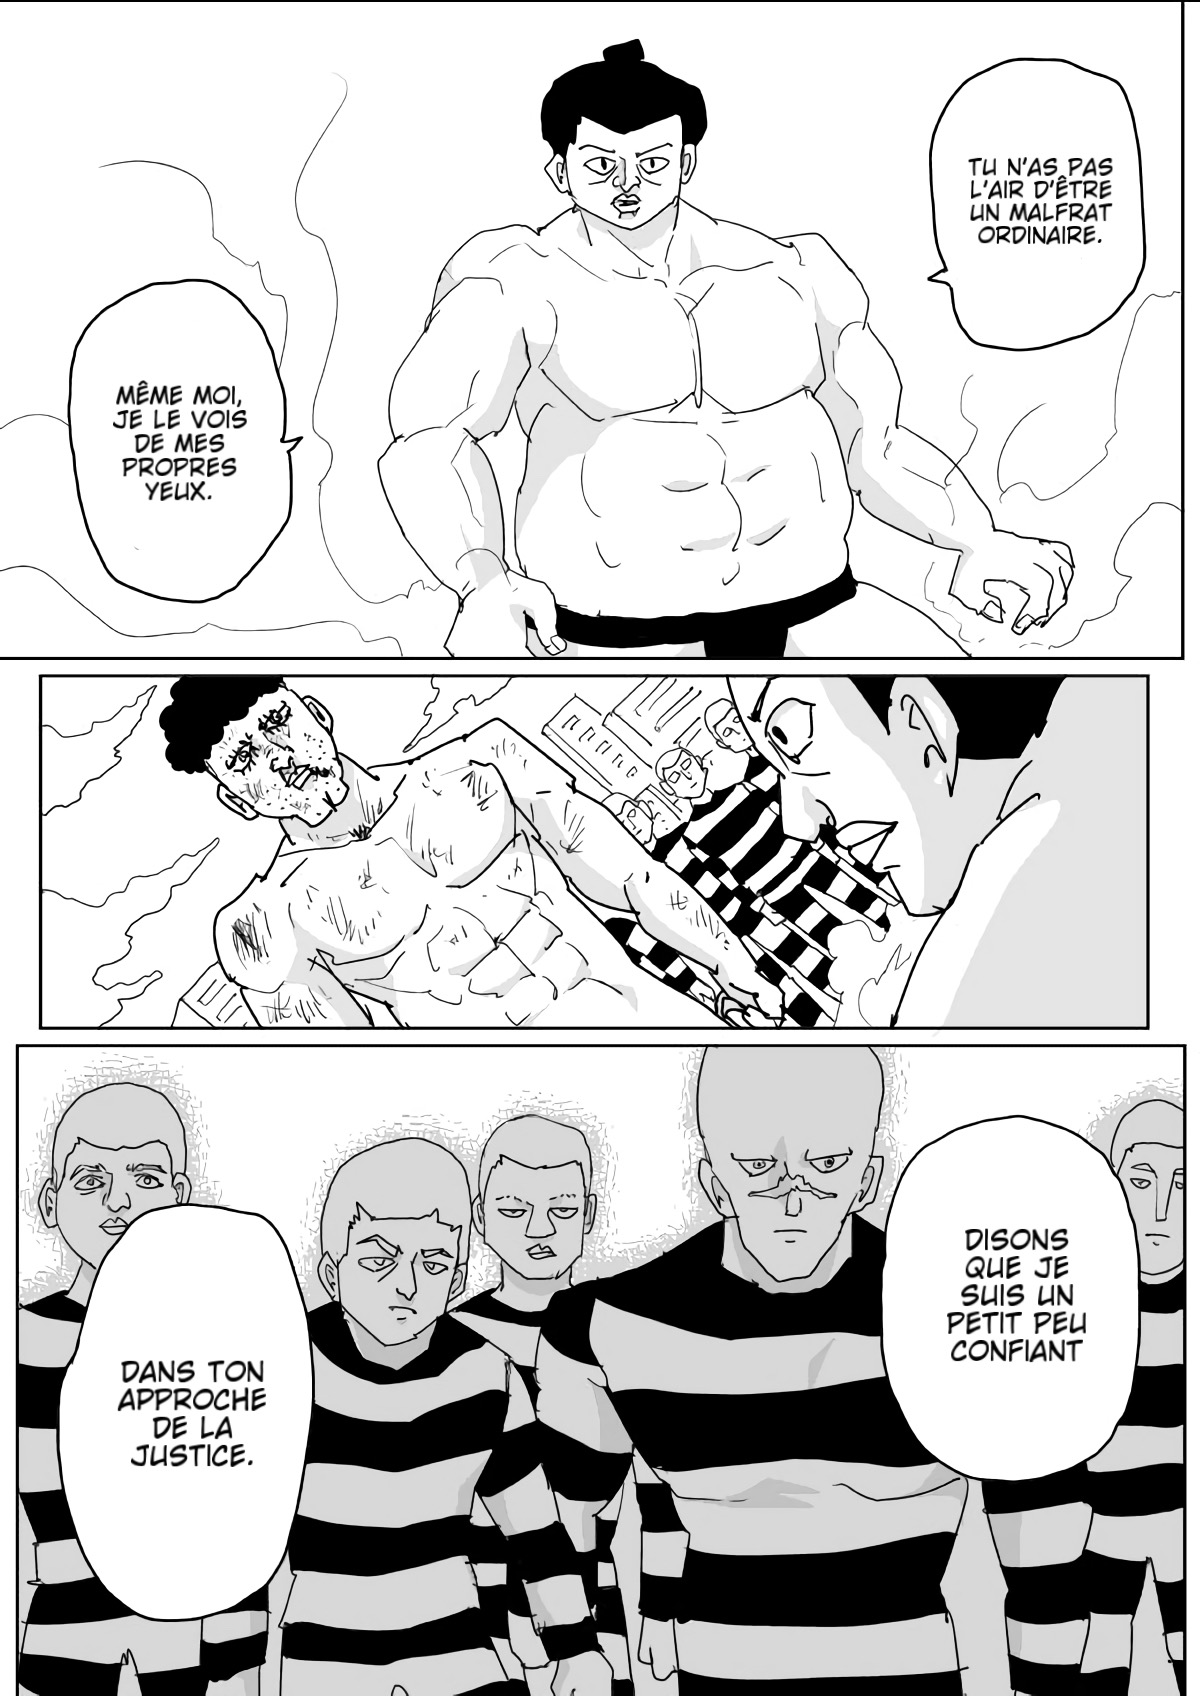 TU N'AS PAS
L'AIR D'ÊTRE
UN MALFRAT
ORDINAIRE.
MÊME MOI,
JE LE VOIS
DE MES
PROPRES
YEUX.
DISONS
QUE JE
SUIS UN
PETIT PEU
CONFIANT
DANS TON
APPROCHE
DE LA
JUSTICE.